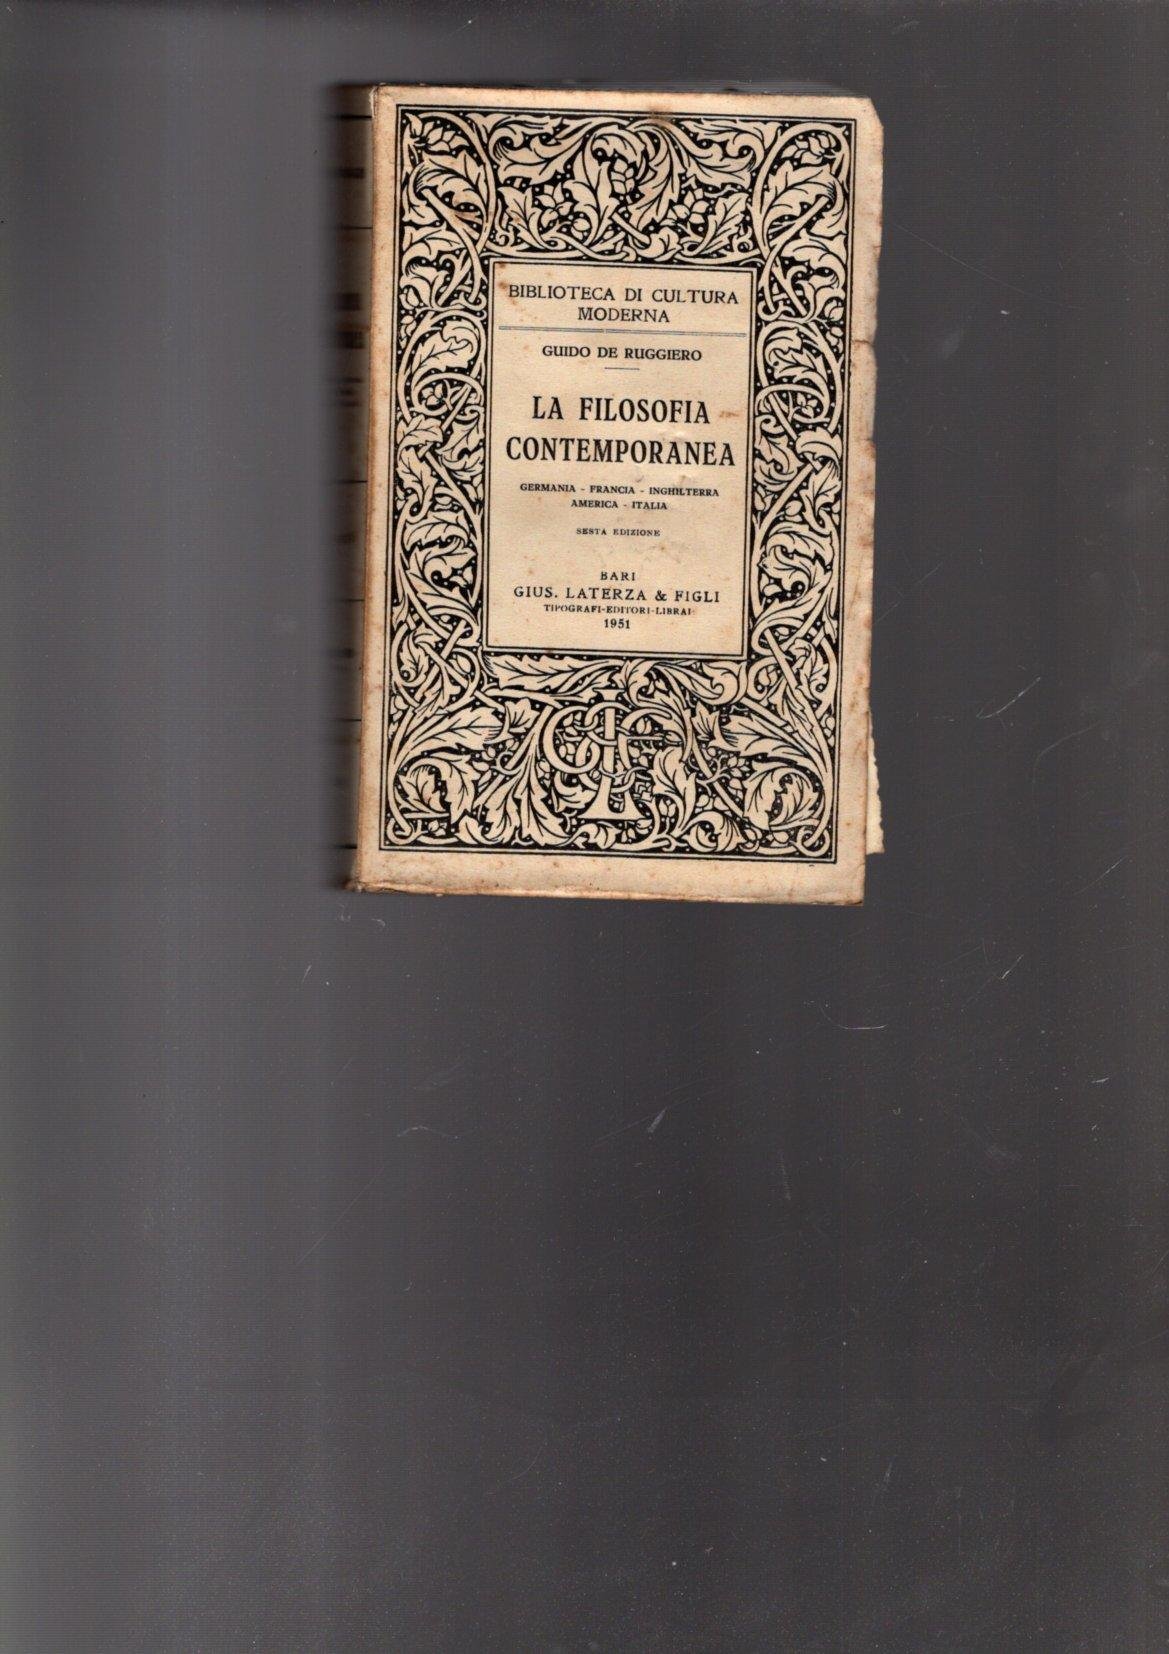 BIBLIOTECA DI CULTURA
MODERNA
GUIDO DE RUGGIERO
LA FILOSOFIA
CONTEMPORANEA
GERMANIA - FRANCIA - INGHILTERRA
AMERICA - ITALIA
SESTA EDIZIONE
BARI
GIUS. LATERZA & FIGLI
TIPOGRAFI-EDITORI-LIBRAI
1951